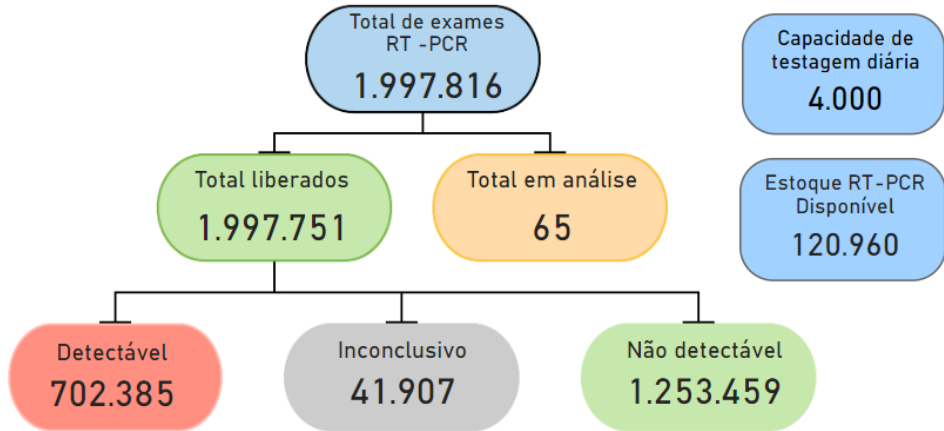 Total de exames
RT -PCR
1.997.816
Capacidade de
testagem diária
4.000
Total liberados
1.997.751
Total em análise
65
Estoque RT-PCR
Disponível
120.960
Detectável
702.385
Inconclusivo
41.907
Não detectável
1.253.459